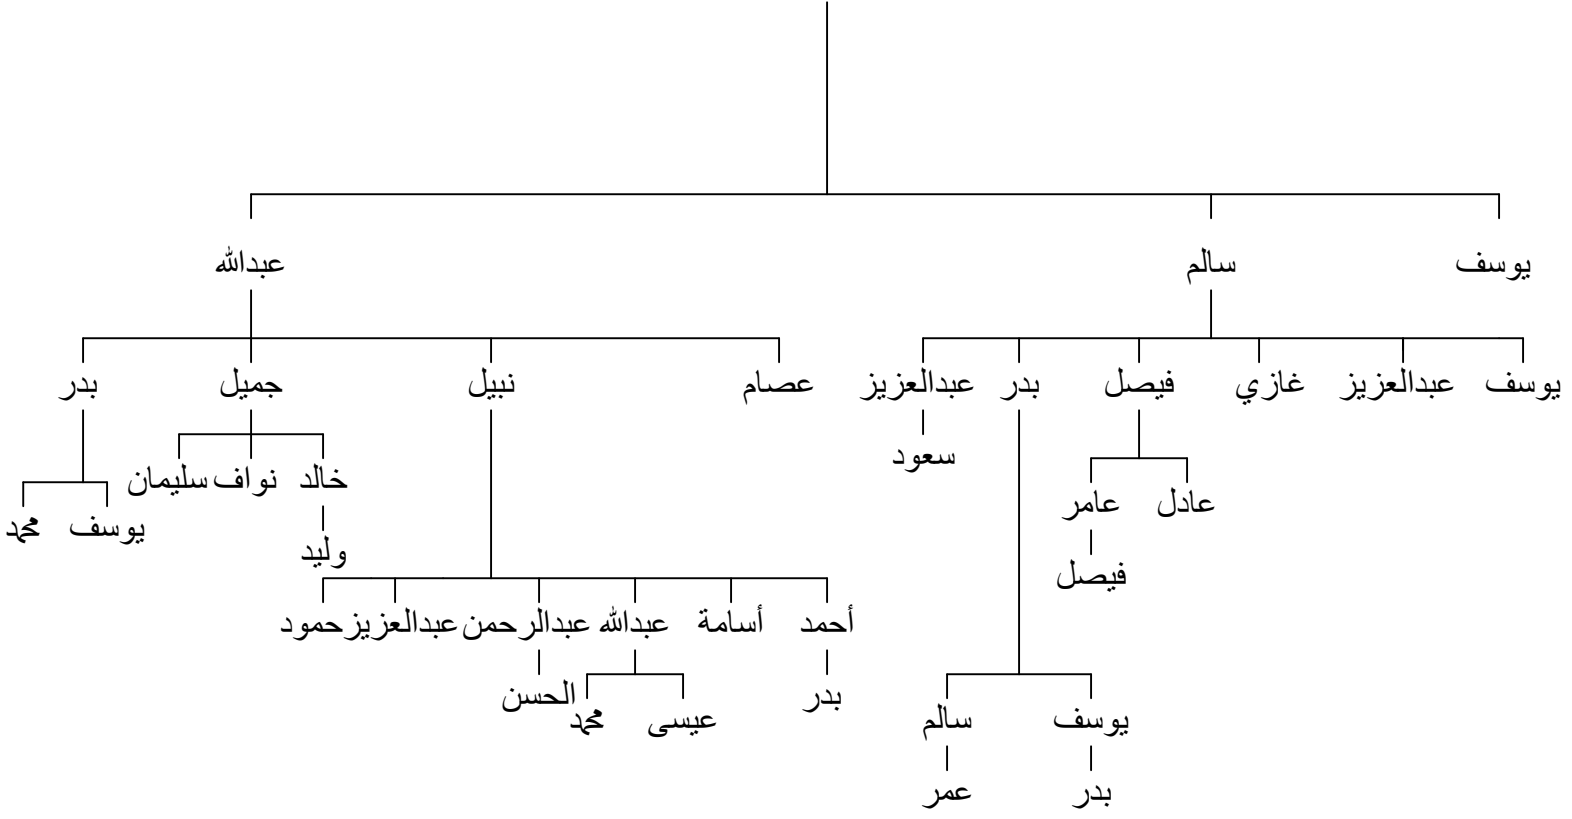 يوسف سالم عبدالله
يوسف عبدالعزيز غازي فيصل بدر عبدالعزيز عصام نبيل جميل بدر
سعود
خالد نواف سليمان
عادل عامر
يوسف محمد
وليد
فيصل
أحمد أسامة عبدالله عبدالرحمن عبدالعزيز حمود
بدر الحسن
يوسف سالم عيسى محمد
بدر عمر